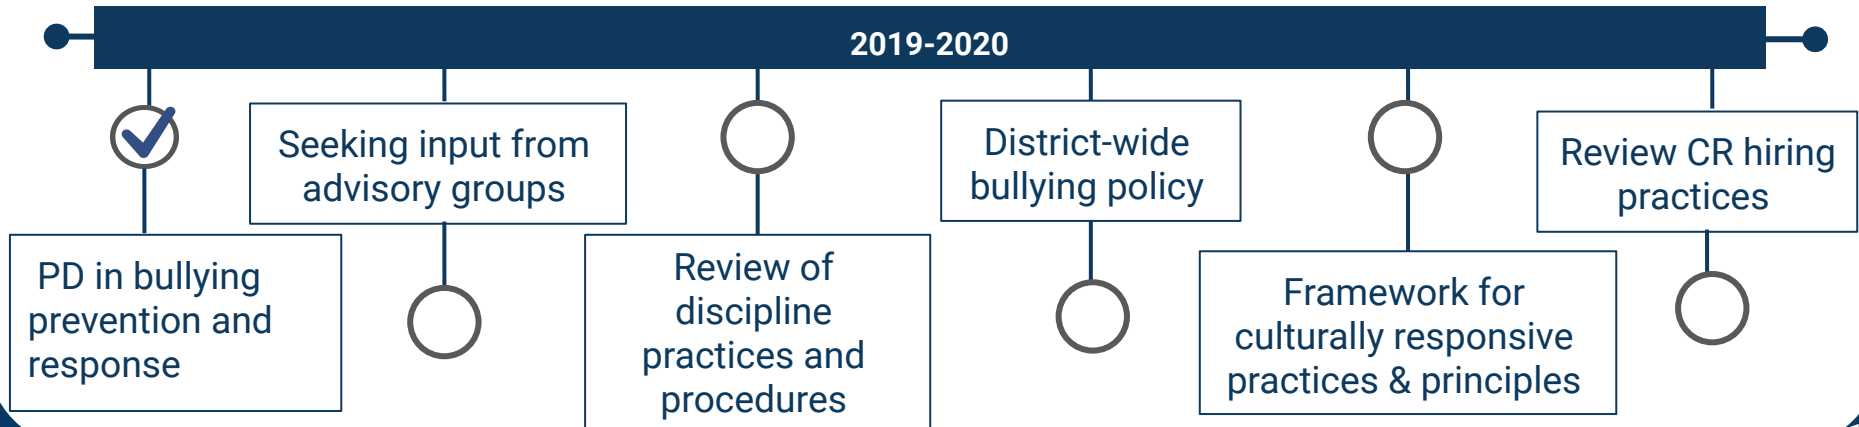 2019-2020
PD in bullying
prevention and
response
Seeking input from
advisory groups
Review of
discipline
practices and
procedures
District-wide
bullying policy
Framework for
culturally responsive
practices & principles
Review CR hiring
practices